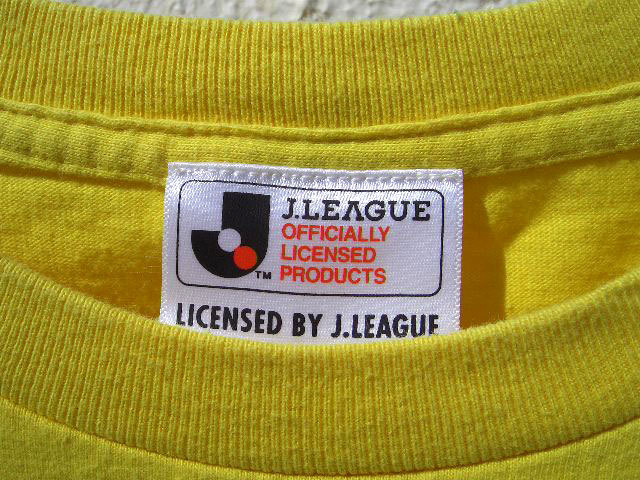 J.LEAGUE
OFFICIALLY
LICENSED
PRODUCTS
TM
LICENSED BY J.LEAGUE